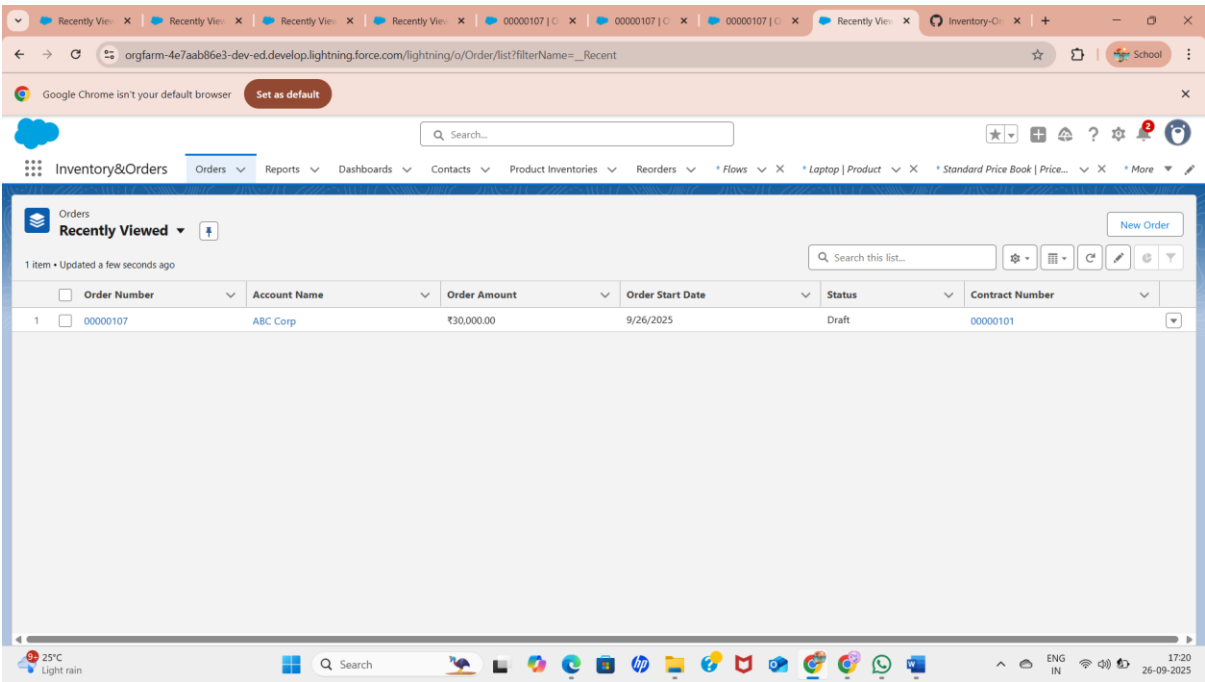 Recently View Recently View Recently View Recently View 00000107 | O 00000107 | O 00000107 | O Recently View Inventory-Or
orgfarm-4e7aab86e3-dev-ed.develop.lightning.force.com/lightning/o/Order/list?filterName=__Recent School
Google Chrome isn't your default browser Set as default
Search...
2
Inventory&Orders Orders Reports Dashboards Contacts Product Inventories Reorders * Flows * Laptop | Product * Standard Price Book | Price... * More
Orders
Recently Viewed
New Order
1 item • Updated a few seconds ago
Search this list...
Order Number Account Name Order Amount Order Start Date Status Contract Number
1 00000107 ABC Corp ₹30,000.00 9/26/2025 Draft 00000101
9+
25°C
Light rain
Search
ENG
IN
17:20
26-09-2025